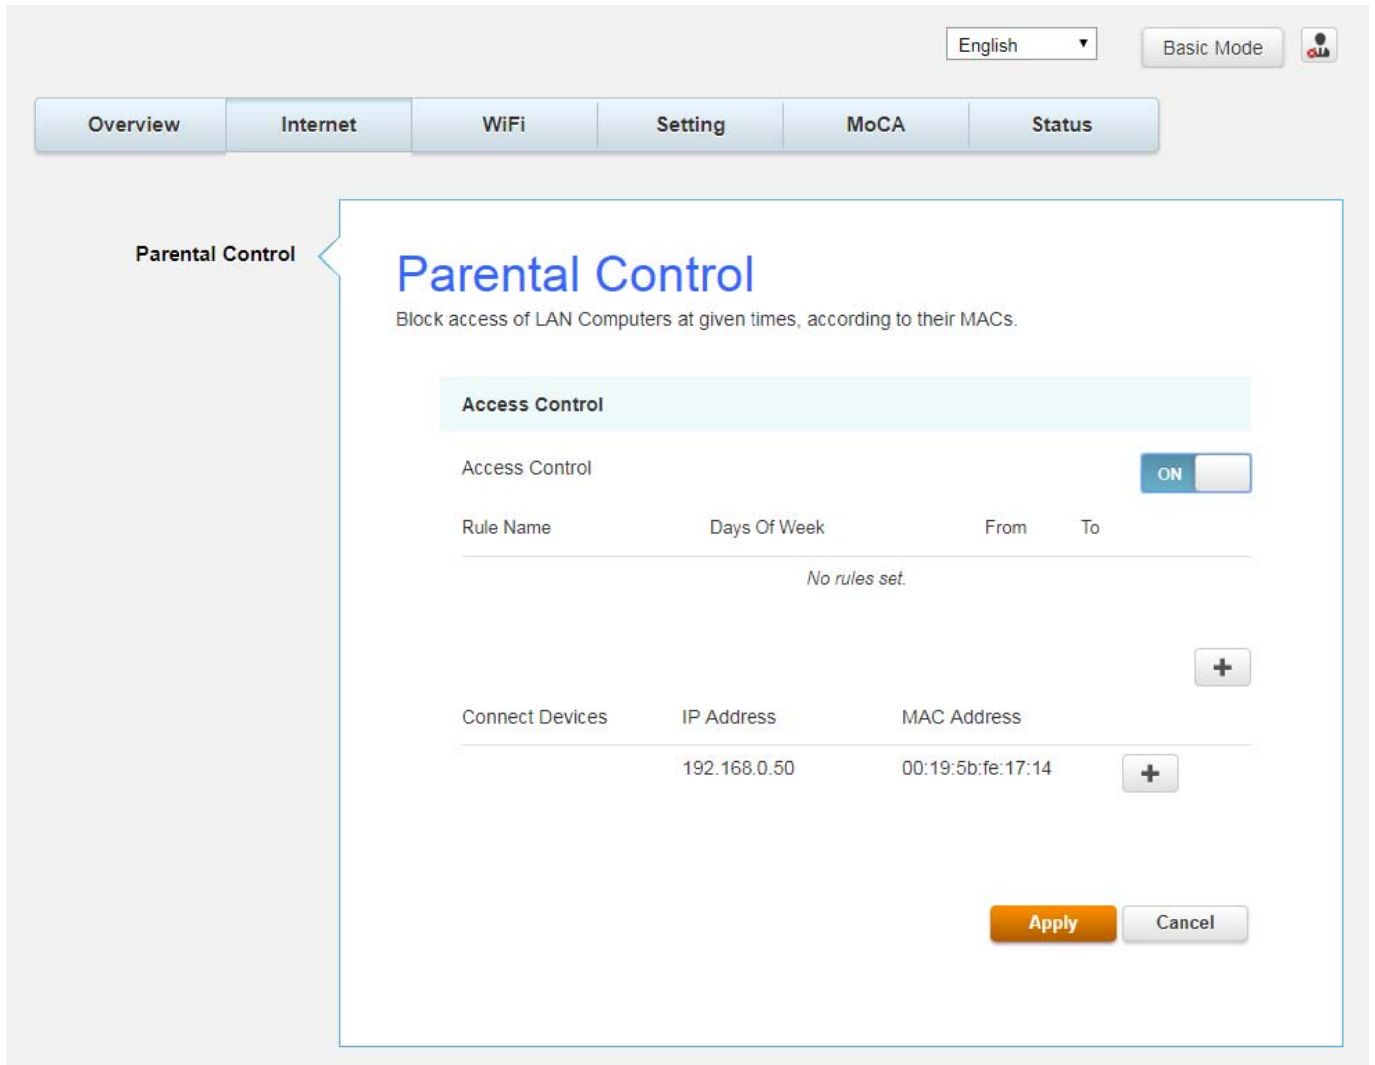 English
Basic Mode
Overview Internet WiFi Setting MoCA Status
Parental Control
Parental Control
Block access of LAN Computers at given times, according to their MACs.
Access Control
Access Control ON
Rule Name Days Of Week From To
No rules set.
+
Connect Devices IP Address MAC Address
192.168.0.50 00:19:5b:fe:17:14 +
Apply Cancel